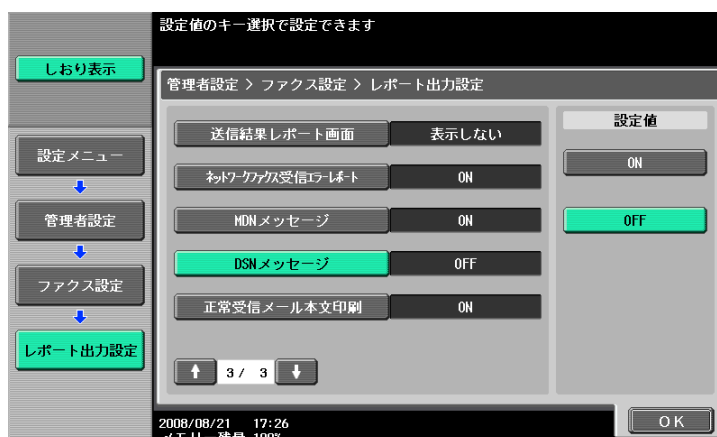 設定値のキー選択で設定できます
しおり表示
管理者設定 > ファクス設定 > レポート出力設定
設定メニュー
管理者設定
ファクス設定
レポート出力設定
送信結果レポート画面 表示しない
ﾈｯﾄﾜｰｸﾌｧｸｽ受信ｴﾗｰﾚﾎﾟｰﾄ ON
MDNメッセージ ON
DSNメッセージ OFF
正常受信メール本文印刷 ON
3/ 3
設定値
ON
OFF
2008/08/21 17:26
メモリー残量 100%
OK